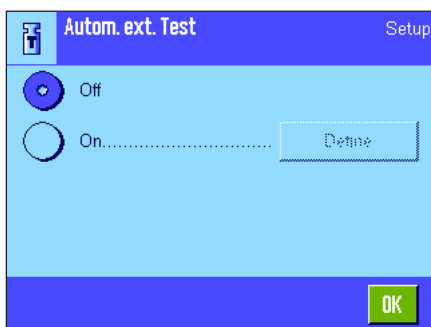 T
Autom. ext. Test
Setup
Off
On..............................
Define
OK